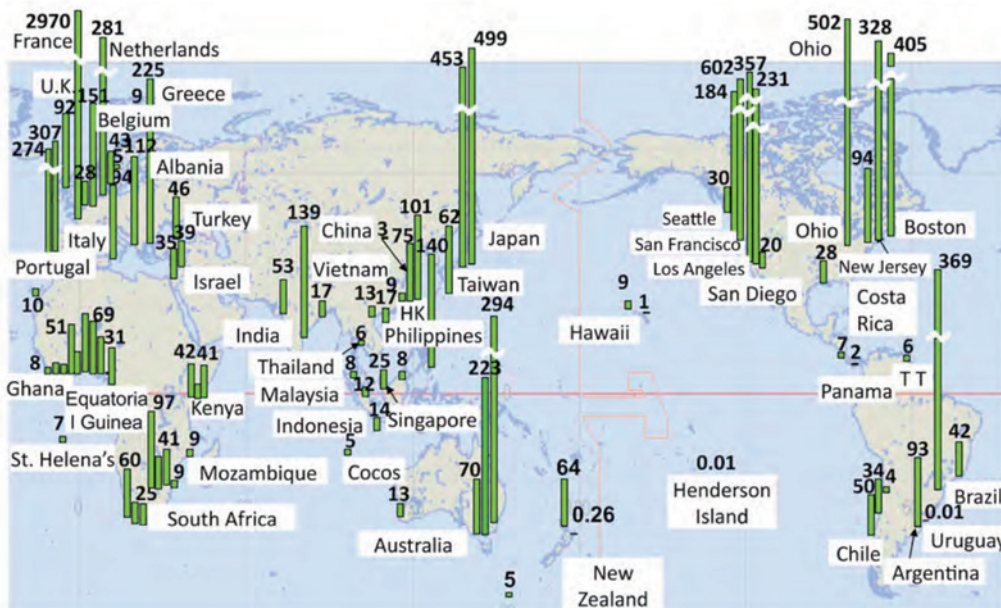 2970
France
281
Netherlands
U.K.
92
151
9
225
Greece
Belgium
307
274
28
43
5
94
112
Albania
46
Turkey
39
35
Italy
Portugal
Israel
10
139
53
India
17
China
3
75
101
9
HK
140
62
453
499
Japan
Taiwan
Vietnam
13
17
Philippines
294
6
Thailand
8
Malaysia
25
8
12
Singapore
14
Indonesia
223
5
Cocos
13
70
Australia
51
69
31
8
Ghana
Equatoria
l Guinea
42
41
Kenya
97
7
St. Helena's
60
41
9
9
Mozambique
25
South Africa
5
64
0.26
New
Zealand
9
1
Hawaii
0.01
Henderson
Island
602
357
184
231
30
Seattle
San Francisco
Los Angeles
20
San Diego
502
Ohio
328
405
94
Ohio
28
New Jersey
Boston
369
Costa
Rica
7
2
6
Panama
T T
93
42
34
4
50
Brazil
0.01
Uruguay
Chile
Argentina